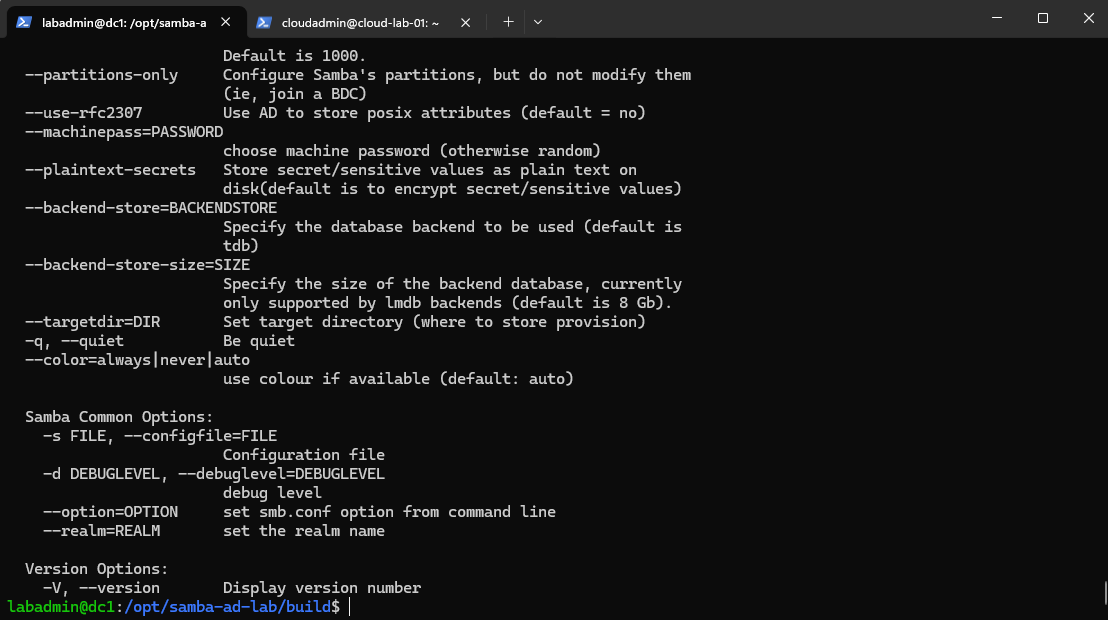 labadmin@dc1: /opt/samba-a
cloudadmin@cloud-lab-01: ~
Default is 1000.
--partitions-only     Configure Samba's partitions, but do not modify them
(ie, join a BDC)
--use-rfc2307         Use AD to store posix attributes (default = no)
--machinepass=PASSWORD
choose machine password (otherwise random)
--plaintext-secrets   Store secret/sensitive values as plain text on
disk(default is to encrypt secret/sensitive values)
--backend-store=BACKENDSTORE
Specify the database backend to be used (default is
tdb)
--backend-store-size=SIZE
Specify the size of the backend database, currently
only supported by lmdb backends (default is 8 Gb).
--targetdir=DIR       Set target directory (where to store provision)
-q, --quiet           Be quiet
--color=always|never|auto
use colour if available (default: auto)
Samba Common Options:
-s FILE, --configfile=FILE
Configuration file
-d DEBUGLEVEL, --debuglevel=DEBUGLEVEL
debug level
--option=OPTION     set smb.conf option from command line
--realm=REALM       set the realm name
Version Options:
-V, --version       Display version number
labadmin@dc1:/opt/samba-ad-lab/build$